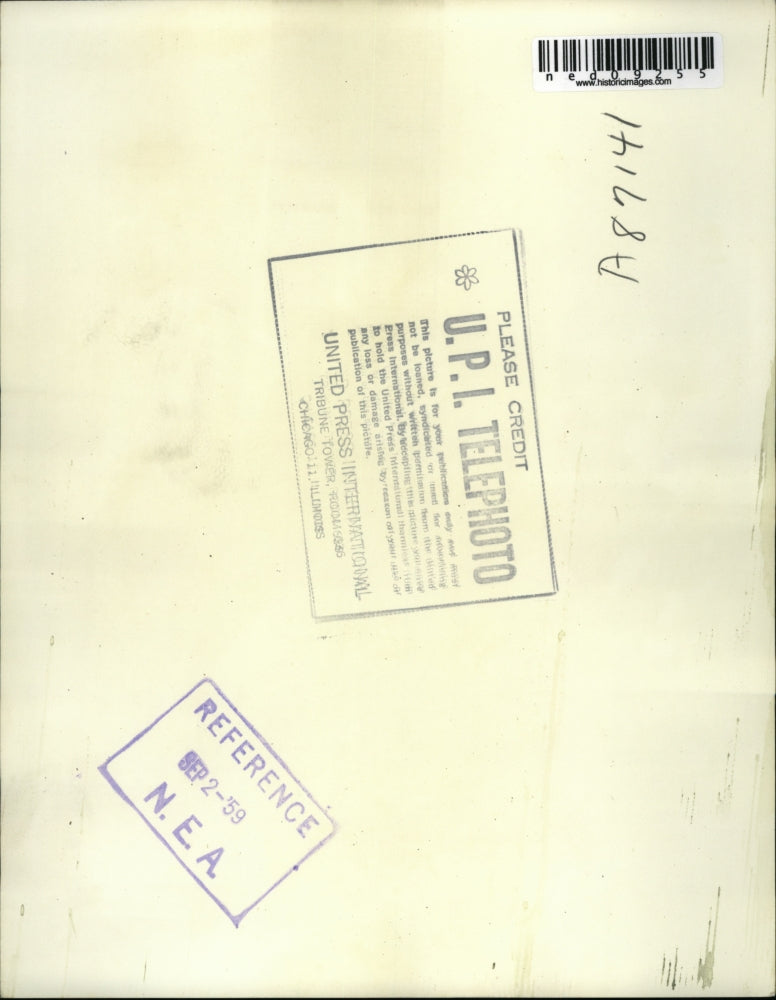 ned09255
www.historicimages.com
PLEASE CREDIT
U.P.I. TELEPHOTO
This picture is for your publication only and must
not be loaned, syndicated or used for advertising
purposes without written permission from the United
Press International. By accepting this picture you agree
to hold the United Press International harmless from
any loss or damage arising by reason of your use or
publication of this picture.
UNITED PRESS INTERNATIONAL
TRIBUNE TOWER,
CHICAGO 11, ILLINOIS
REFERENCE
SEP 2-'59
N.E.A.